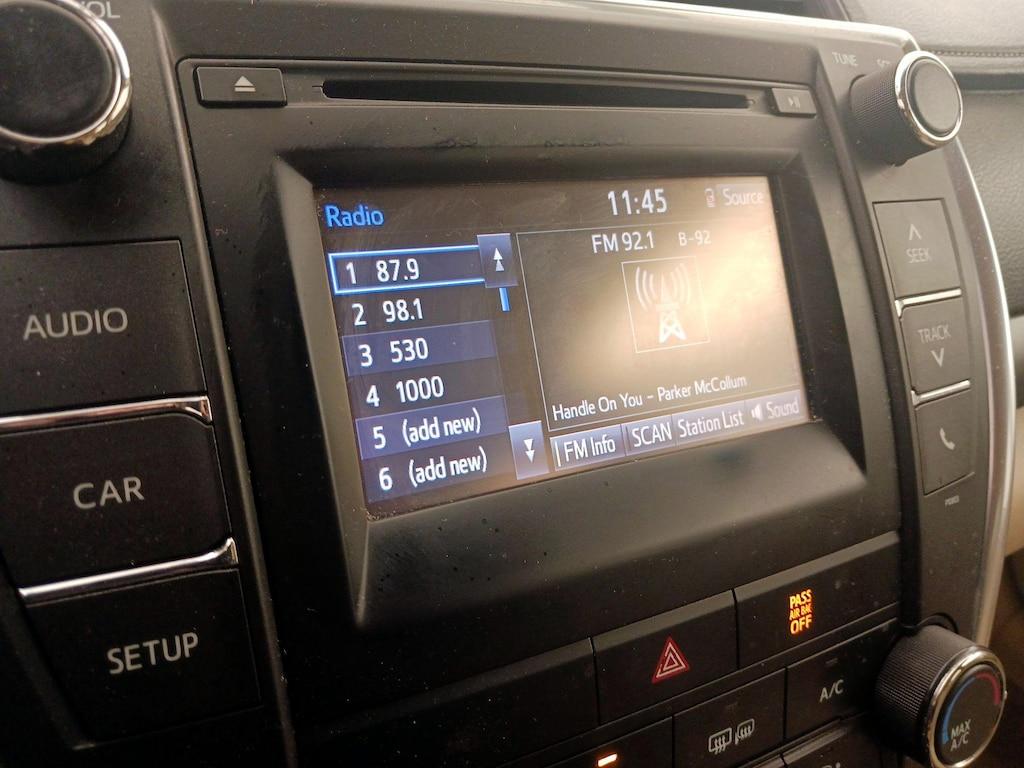 VOL
TUNE
AUDIO
CAR
SETUP
Radio
11:45
Source
1 87.9
2 98.1
3 530
4 1000
5 (add new)
6 (add new)
FM 92.1 B-92
Handle On You - Parker McCollum
FM Info
SCAN
Station List
Sound
SEEK
TRACK
POWER
PASS
AIR BAG
OFF
A/C
MAX
A/C